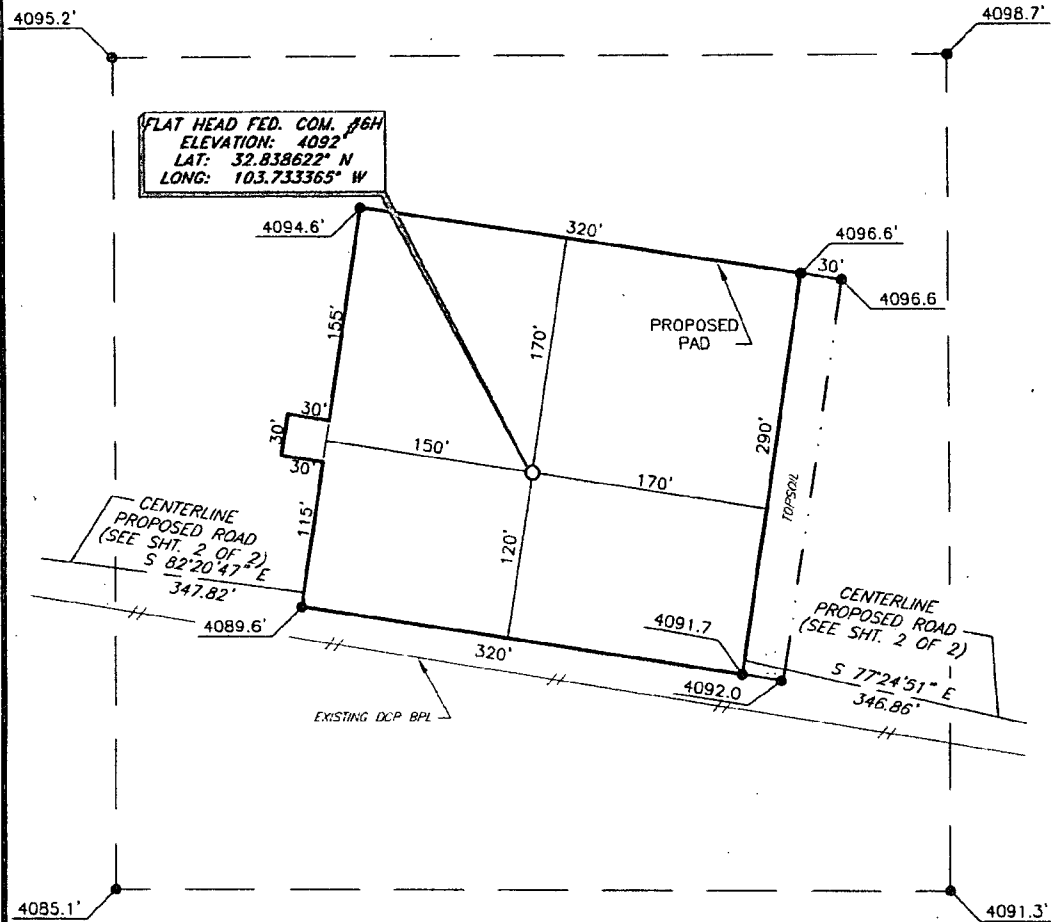 4095.2'
4098.7'
FLAT HEAD FED. COM. #6H
ELEVATION: 4092'
LAT: 32.838622° N
LONG: 103.733365° W
4094.6'
320'
4096.6'
30'
4096.6
PROPOSED
PAD
155'
170'
30'
30'
30'
150'
170'
290'
TOPSOIL
115'
120'
CENTERLINE
PROPOSED ROAD
(SEE SHT. 2 OF 2)
S 82°20'47" E
347.82'
4089.6'
320'
4091.7
4092.0
CENTERLINE
PROPOSED ROAD
(SEE SHT. 2 OF 2)
S 77°24'51" E
346.86'
EXISTING DCP BPL
4085.1'
4091.3'